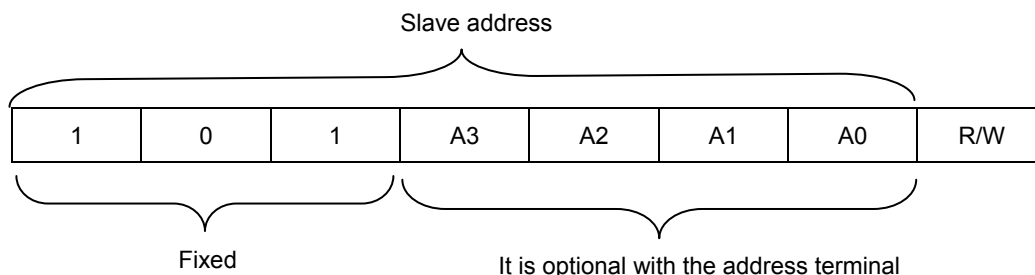 Slave address
1 0 1 A3 A2 A1 A0 R/W
Fixed
It is optional with the address terminal